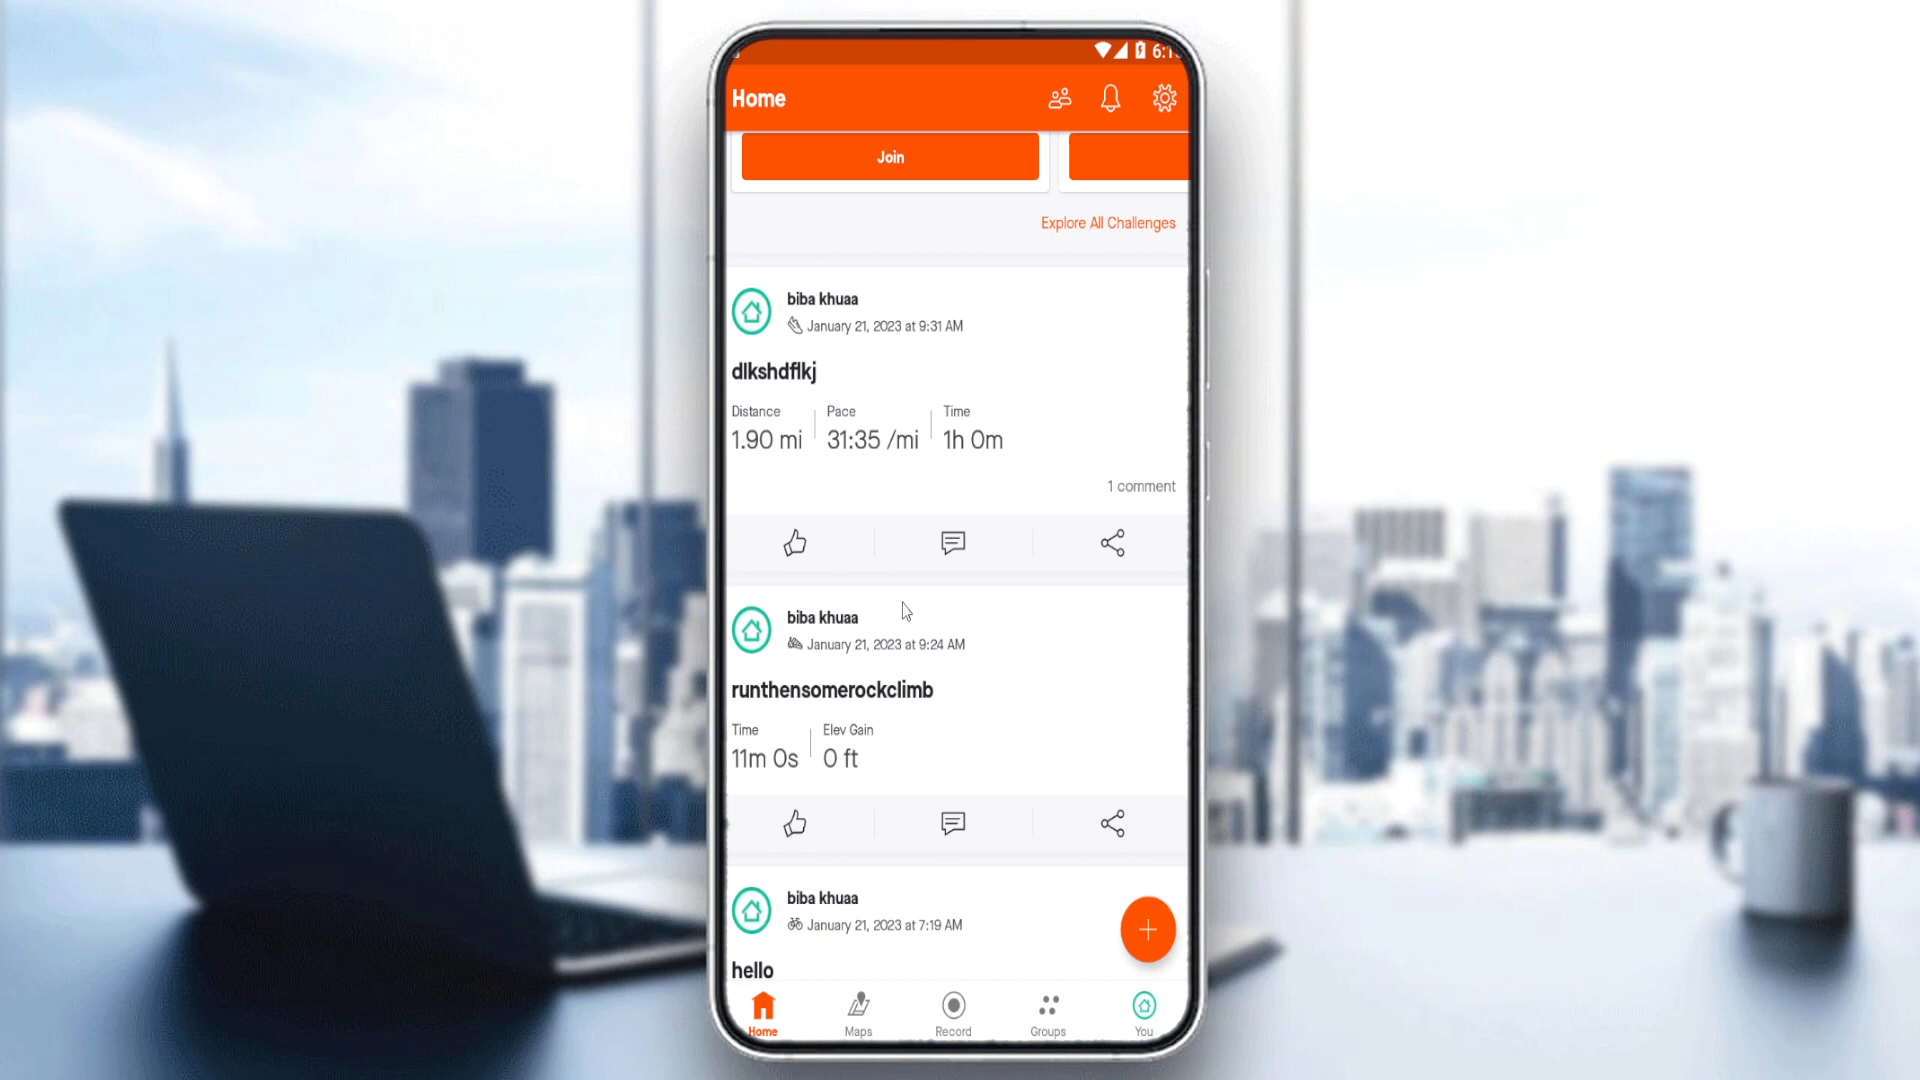 Home
Join
Explore All Challenges
biba khuaa
January 21, 2023 at 9:31 AM
dlkshdflkj
Distance Pace Time
1.90 mi 31:35 /mi 1h 0m
1 comment
biba khuaa
January 21, 2023 at 9:24 AM
runthensomerockclimb
Time Elev Gain
11m 0s 0 ft
biba khuaa
January 21, 2023 at 7:19 AM
hello
Home Maps Record Groups You